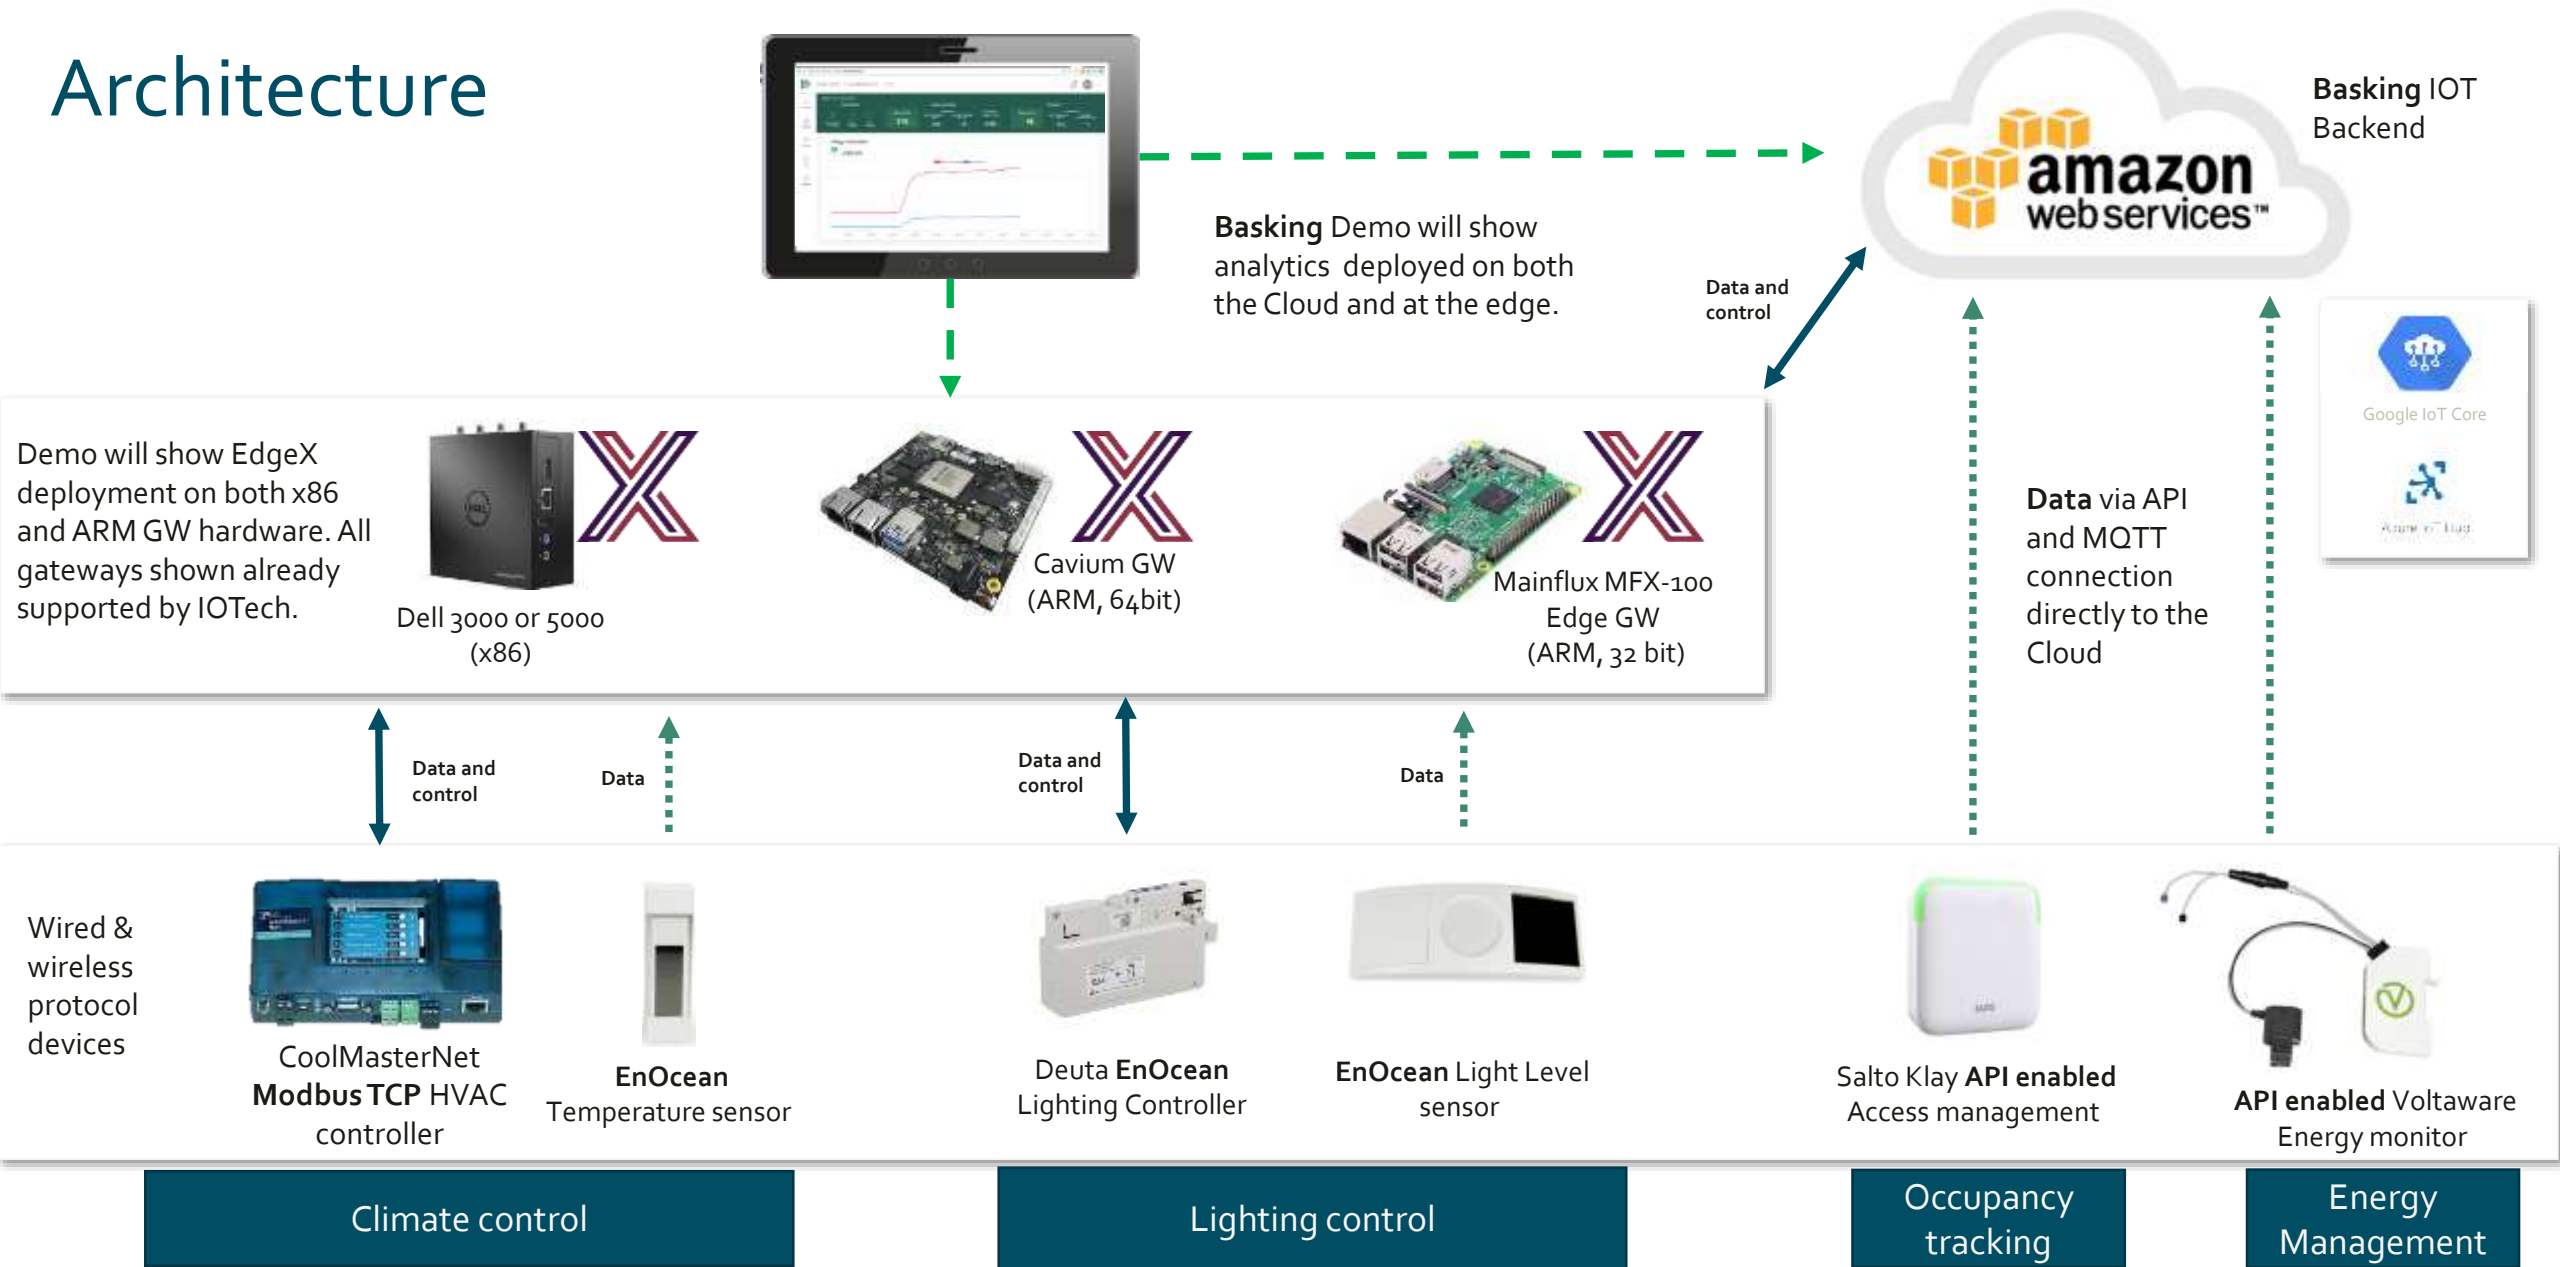 Architecture
amazon
web services™
Basking IOT
Backend
Basking Demo will show
analytics deployed on both
the Cloud and at the edge.
Data and
control
Google IoT Core
Azure IoT Hub
Demo will show EdgeX
deployment on both x86
and ARM GW hardware. All
gateways shown already
supported by IOTech.
DELL
Dell 3000 or 5000
(x86)
Cavium GW
(ARM, 64bit)
Mainflux MFX-100
Edge GW
(ARM, 32 bit)
Data via API
and MQTT
connection
directly to the
Cloud
Data and
control
Data
Data and
control
Data
Wired &
wireless
protocol
devices
CoolMasterNet
Modbus TCP HVAC
controller
EnOcean
Temperature sensor
Deuta EnOcean
Lighting Controller
EnOcean Light Level
sensor
Salto Klay API enabled
Access management
API enabled Voltaware
Energy monitor
Climate control
Lighting control
Occupancy
tracking
Energy
Management